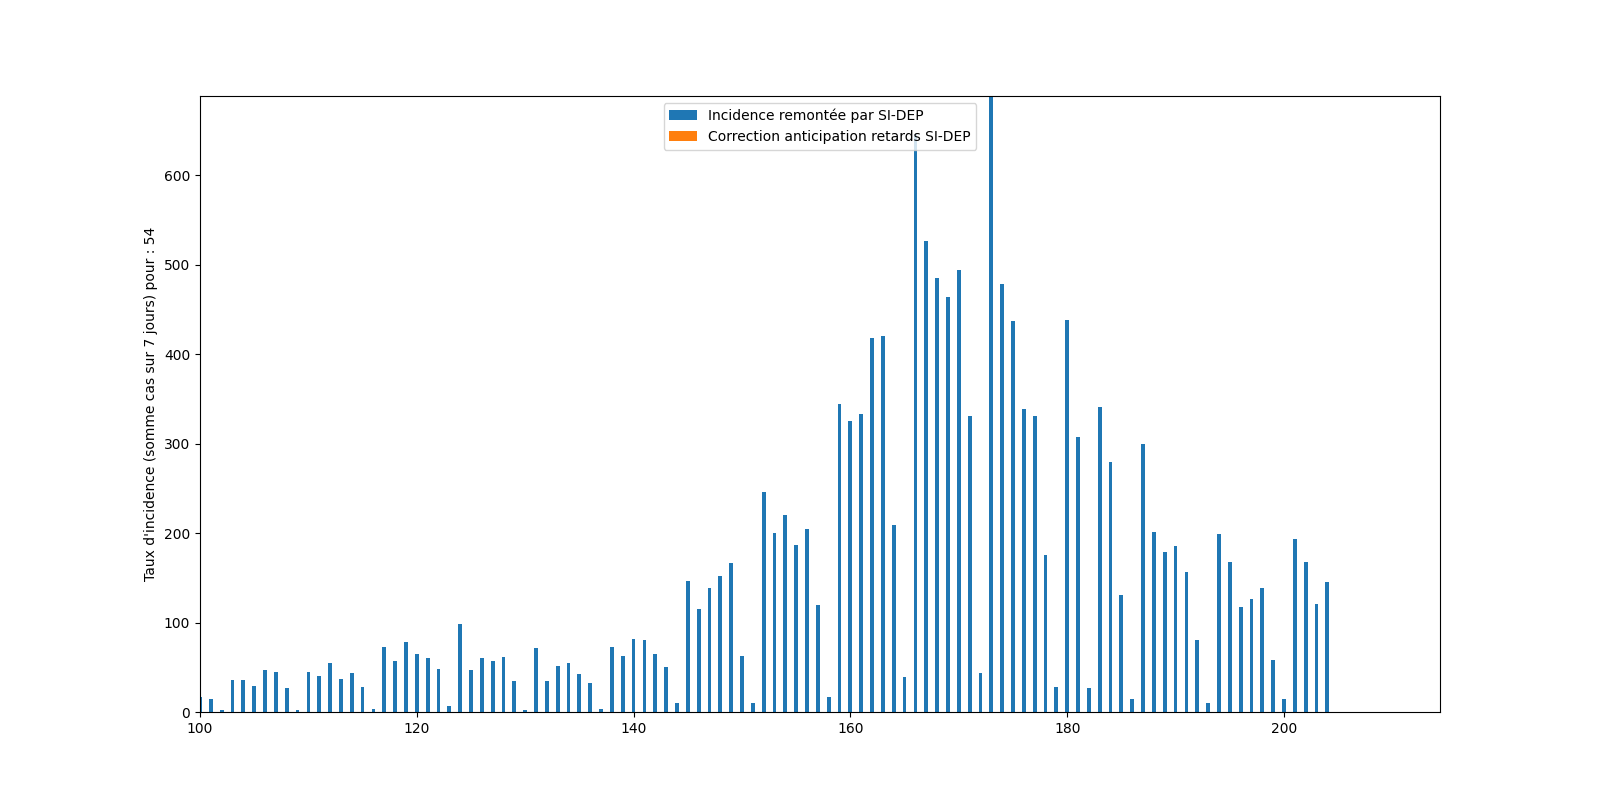 Incidence remontée par SI-DEP
Correction anticipation retards SI-DEP
Taux d'incidence (somme cas sur 7 jours) pour : 54
600
500
400
300
200
100
0
100 120 140 160 180 200